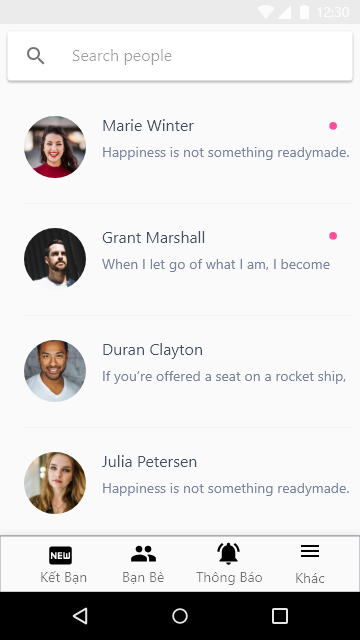 12:30
Search people
Marie Winter
Happiness is not something readymade.
Grant Marshall
When I let go of what I am, I become
Duran Clayton
If you’re offered a seat on a rocket ship,
Julia Petersen
Happiness is not something readymade.
NEW
Kết Bạn Bạn Bè Thông Báo Khác